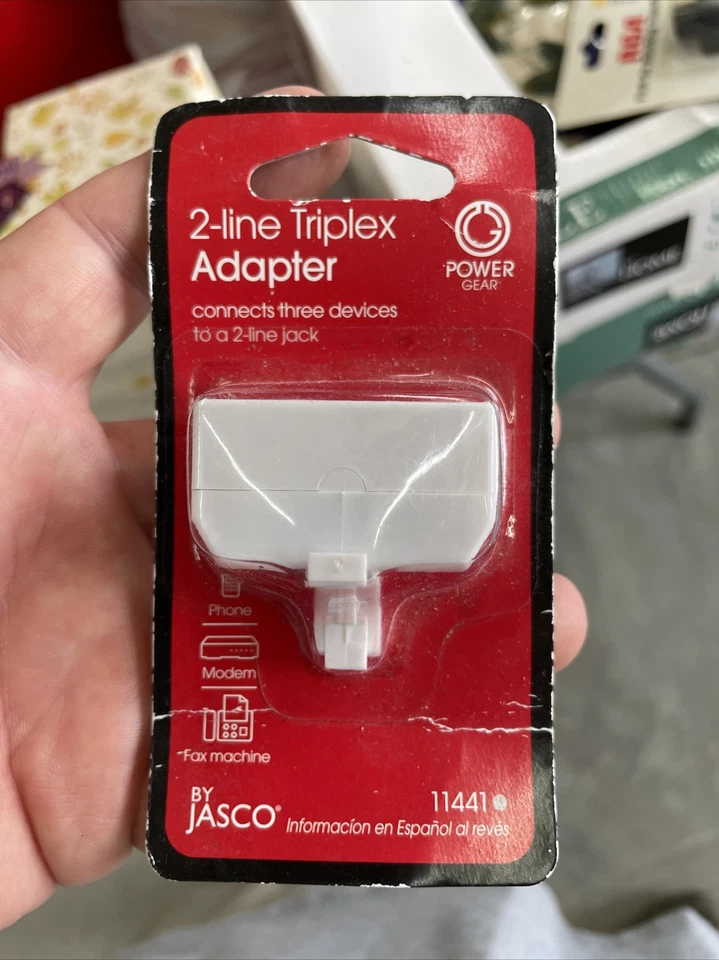 2-line Triplex
Adapter
connects three devices
to a 2-line jack
POWER
GEAR
Phone
Modem
Fax machine
BY
JASCO®
11441
Informacíon en Español al revés